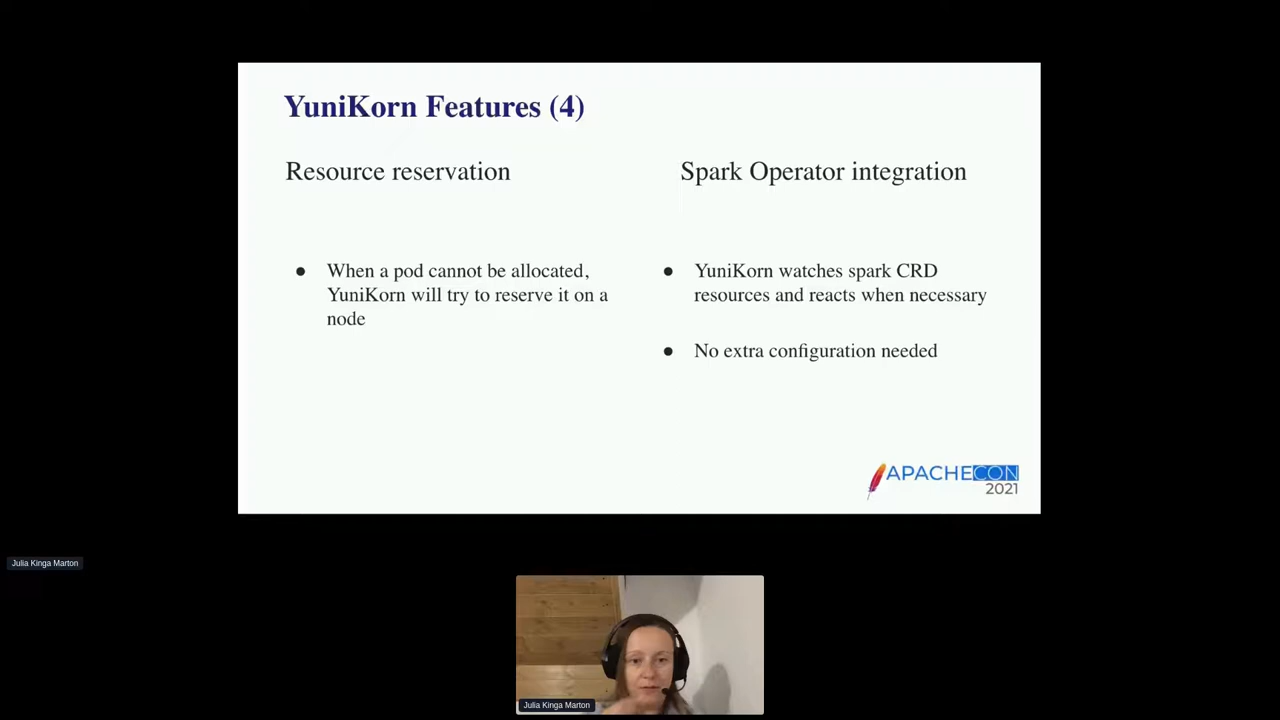 YuniKorn Features (4)
Resource reservation
● When a pod cannot be allocated,
YuniKorn will try to reserve it on a
node
Spark Operator integration
● YuniKorn watches spark CRD
resources and reacts when necessary
● No extra configuration needed
APACHECON
2021
Julia Kinga Marton
Julia Kinga Marton